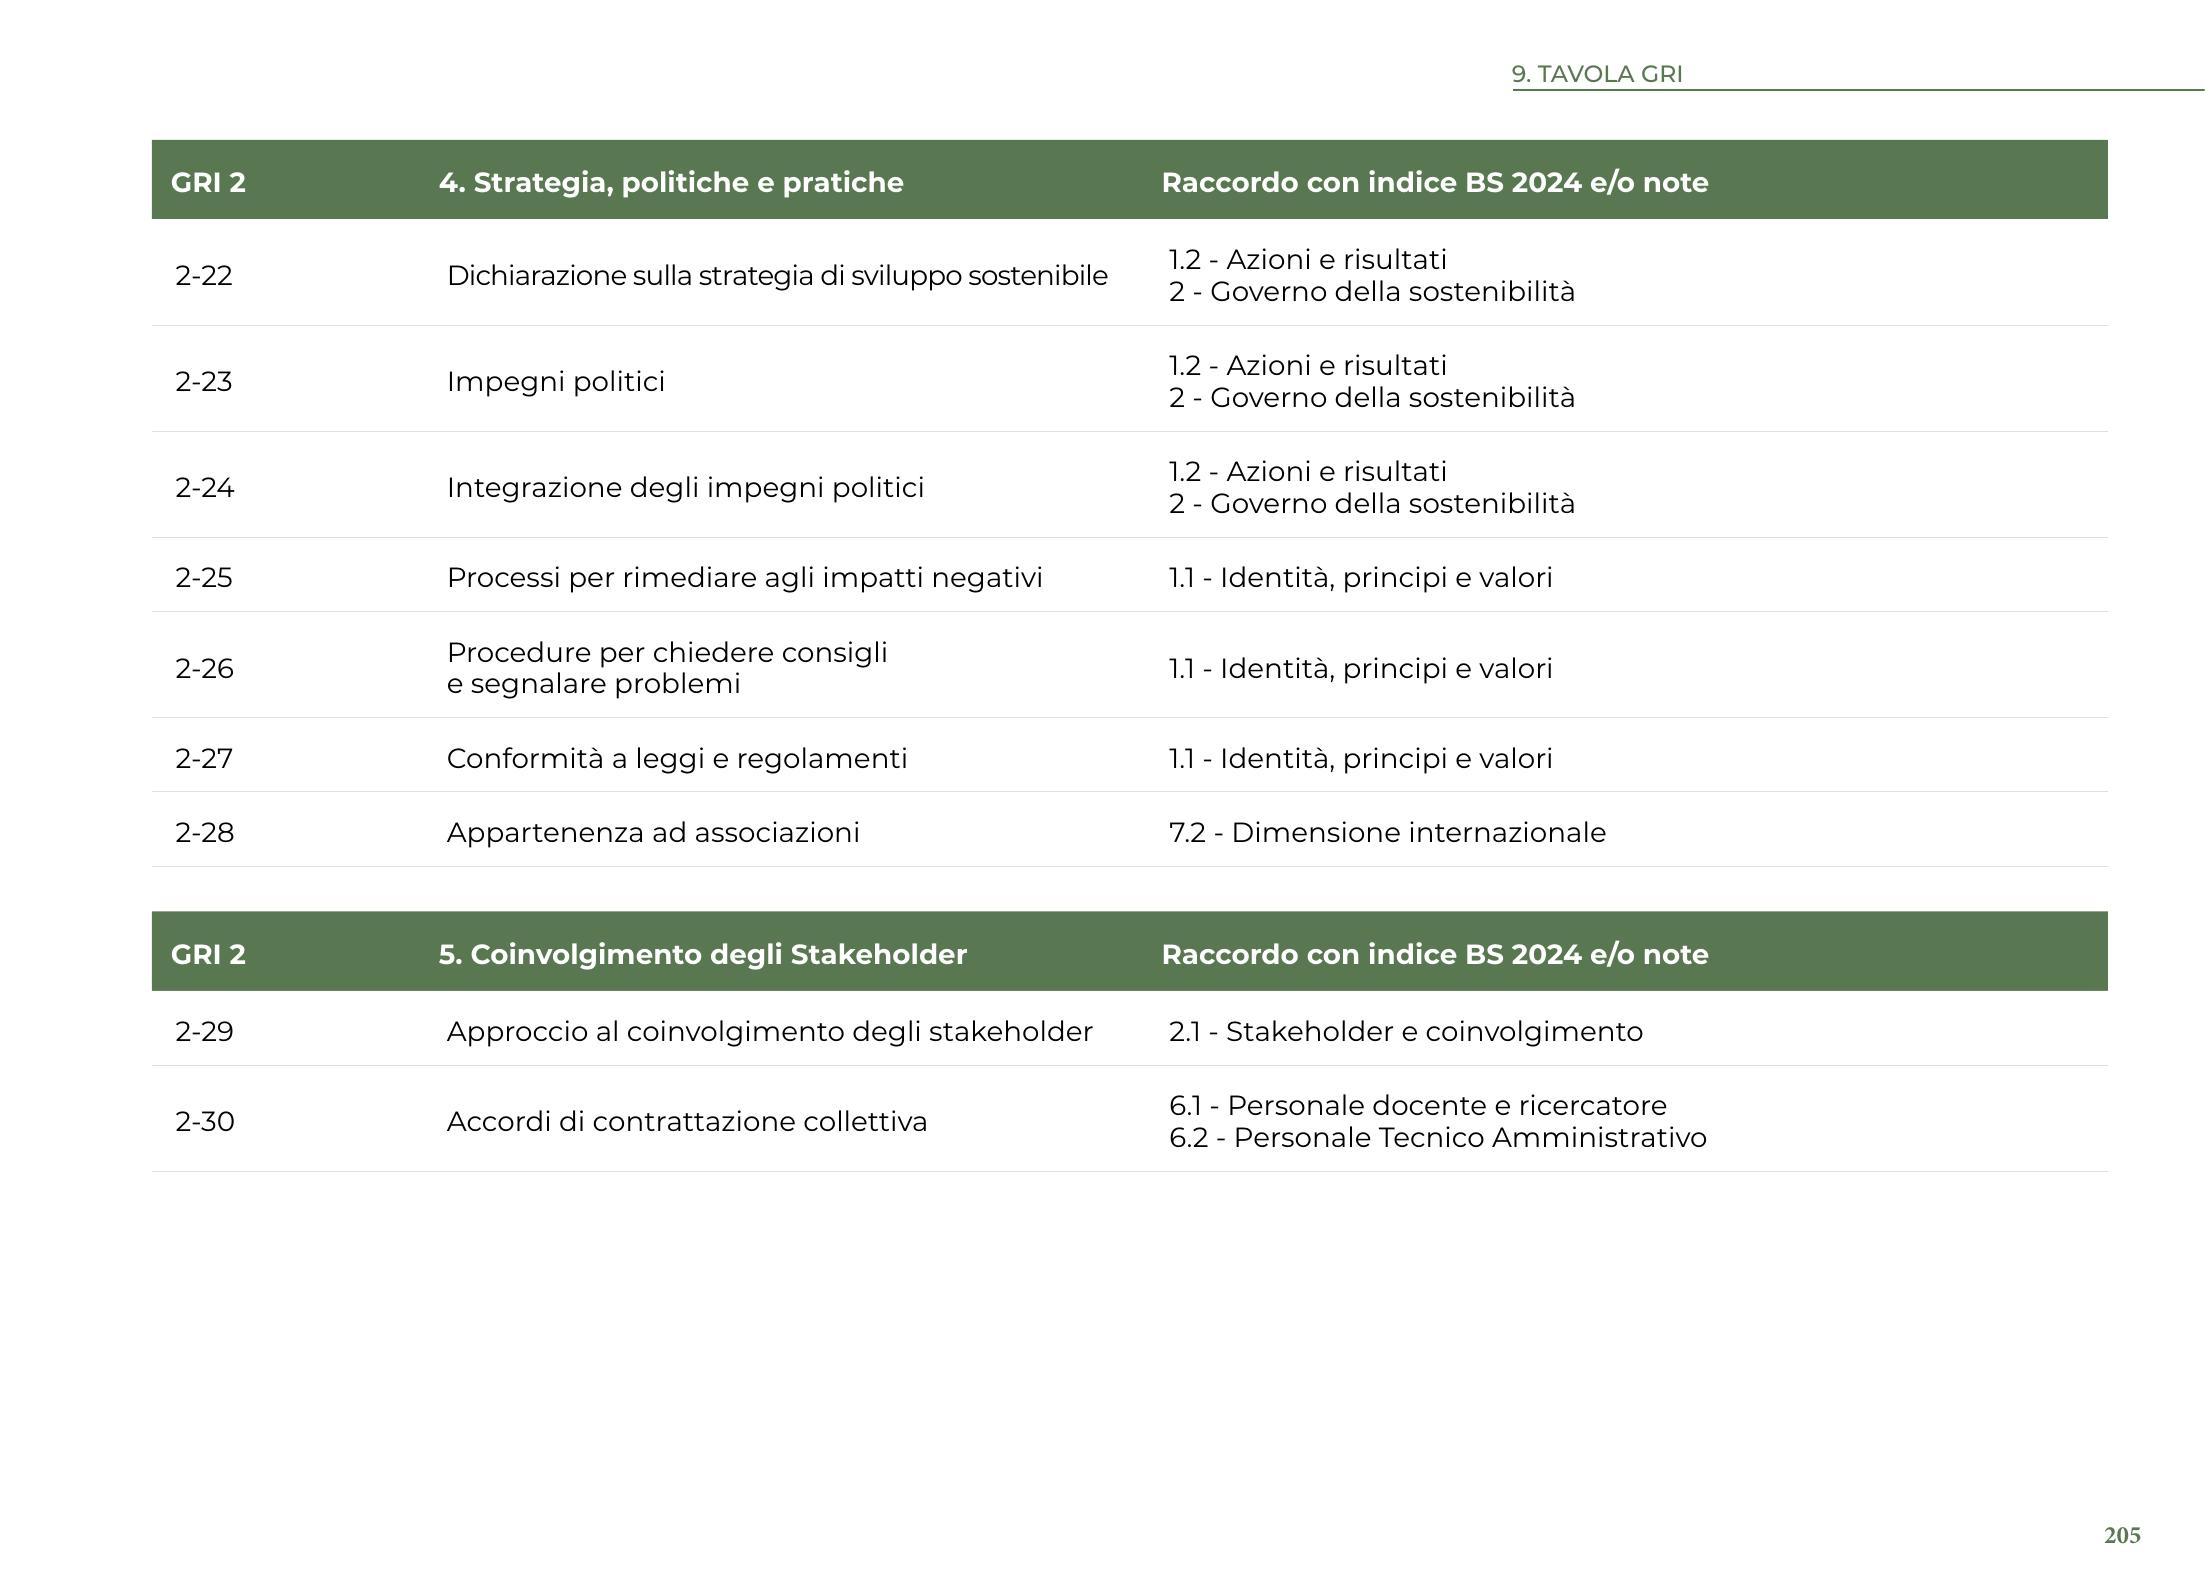 9. TAVOLA GRI
GRI 2 4. Strategia, politiche e pratiche Raccordo con indice BS 2024 e/o note
2-22 Dichiarazione sulla strategia di sviluppo sostenibile 1.2 - Azioni e risultati
2 - Governo della sostenibilità
2-23 Impegni politici 1.2 - Azioni e risultati
2 - Governo della sostenibilità
2-24 Integrazione degli impegni politici 1.2 - Azioni e risultati
2 - Governo della sostenibilità
2-25 Processi per rimediare agli impatti negativi 1.1 - Identità, principi e valori
2-26 Procedure per chiedere consigli
e segnalare problemi 1.1 - Identità, principi e valori
2-27 Conformità a leggi e regolamenti 1.1 - Identità, principi e valori
2-28 Appartenenza ad associazioni 7.2 - Dimensione internazionale
GRI 2 5. Coinvolgimento degli Stakeholder Raccordo con indice BS 2024 e/o note
2-29 Approccio al coinvolgimento degli stakeholder 2.1 - Stakeholder e coinvolgimento
2-30 Accordi di contrattazione collettiva 6.1 - Personale docente e ricercatore
6.2 - Personale Tecnico Amministrativo
205